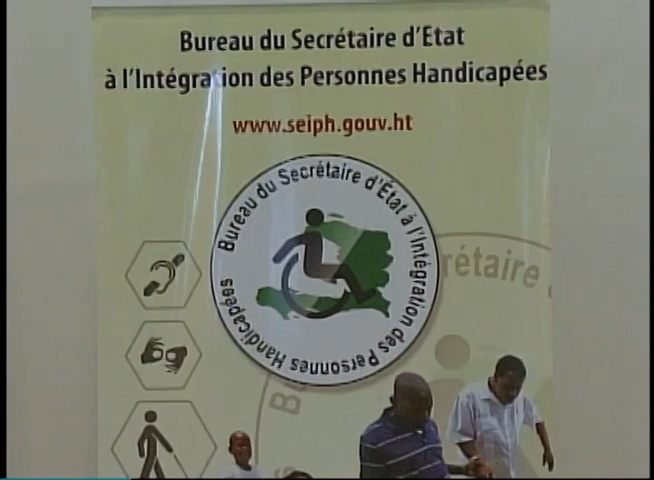 Bureau du Secrétaire d'Etat
à l'Intégration des Personnes Handicapées
www.seiph.gouv.ht
Bureau du Secrétaire d'État à l'Intégration des Personnes Handicapées
rétaire